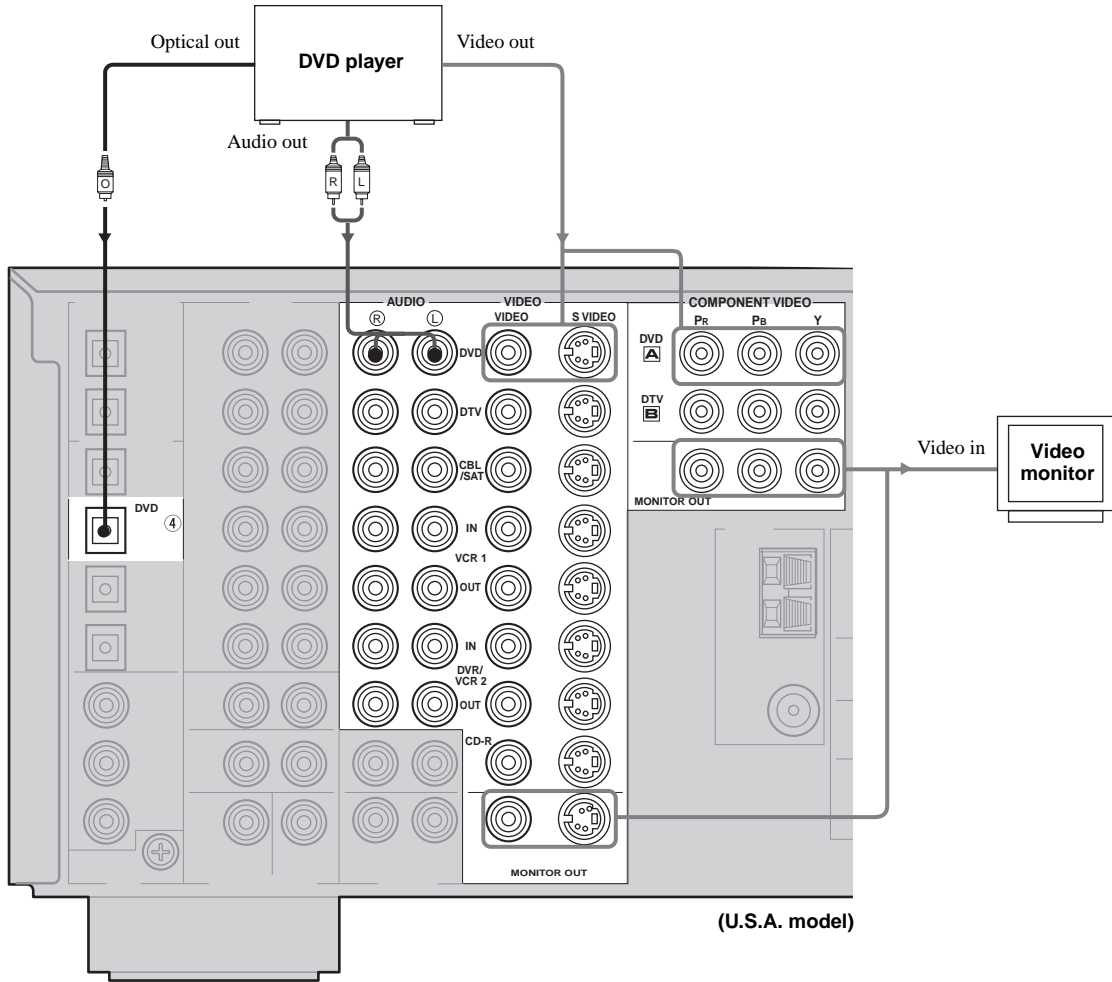 Optical out
DVD player
Video out
Audio out
O
R
L
AUDIO
VIDEO
COMPONENT VIDEO
R
L
VIDEO
S VIDEO
PR
PB
Y
DVD
DVD
A
DTV
DTV
B
CBL
/SAT
MONITOR OUT
Video in
Video
monitor
DVD
④
IN
VCR 1
OUT
IN
DVR/
VCR 2
OUT
CD-R
MONITOR OUT
(U.S.A. model)